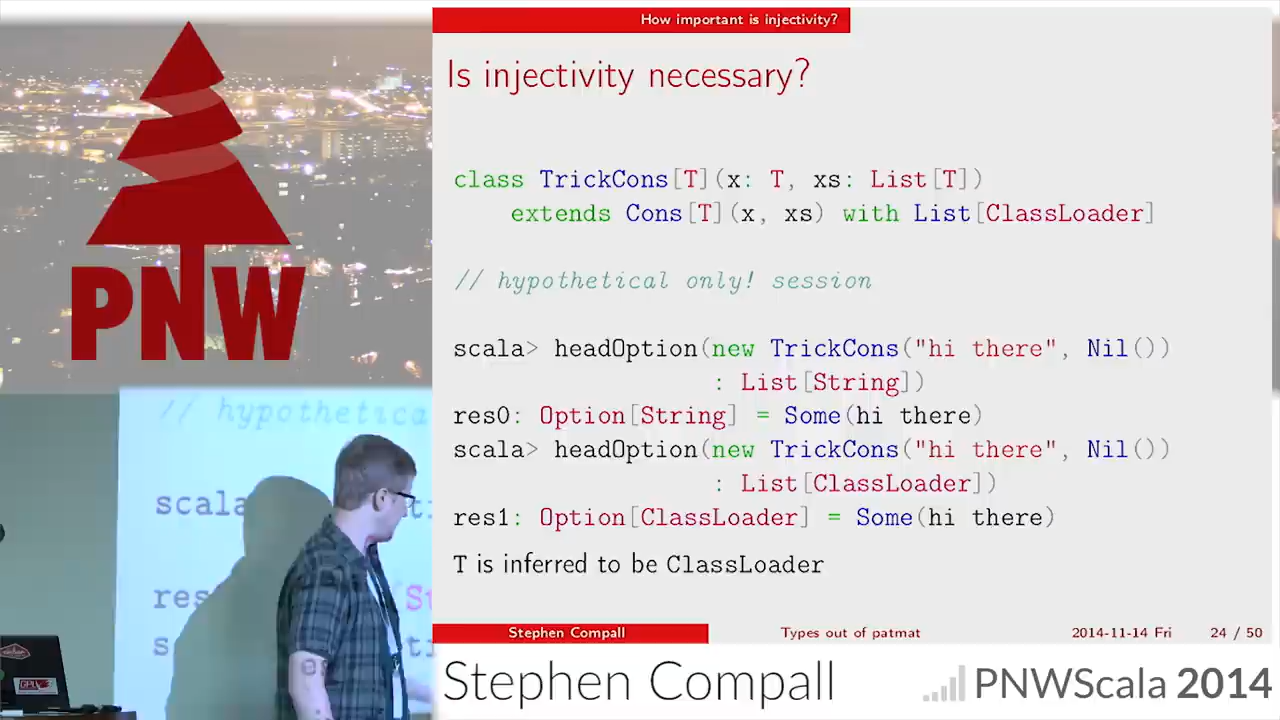 How important is injectivity?
Is injectivity necessary?
class TrickCons[T](x: T, xs: List[T])
extends Cons[T](x, xs) with List[ClassLoader]
// hypothetical only! session
scala> headOption(new TrickCons("hi there", Nil())
: List[String])
res0: Option[String] = Some(hi there)
scala> headOption(new TrickCons("hi there", Nil())
: List[ClassLoader])
res1: Option[ClassLoader] = Some(hi there)
T is inferred to be ClassLoader
Stephen Compall Types out of patmat 2014-11-14 Fri 24 / 50
Stephen Compall PNWScala 2014
PNW
// hypothetica
scala
res